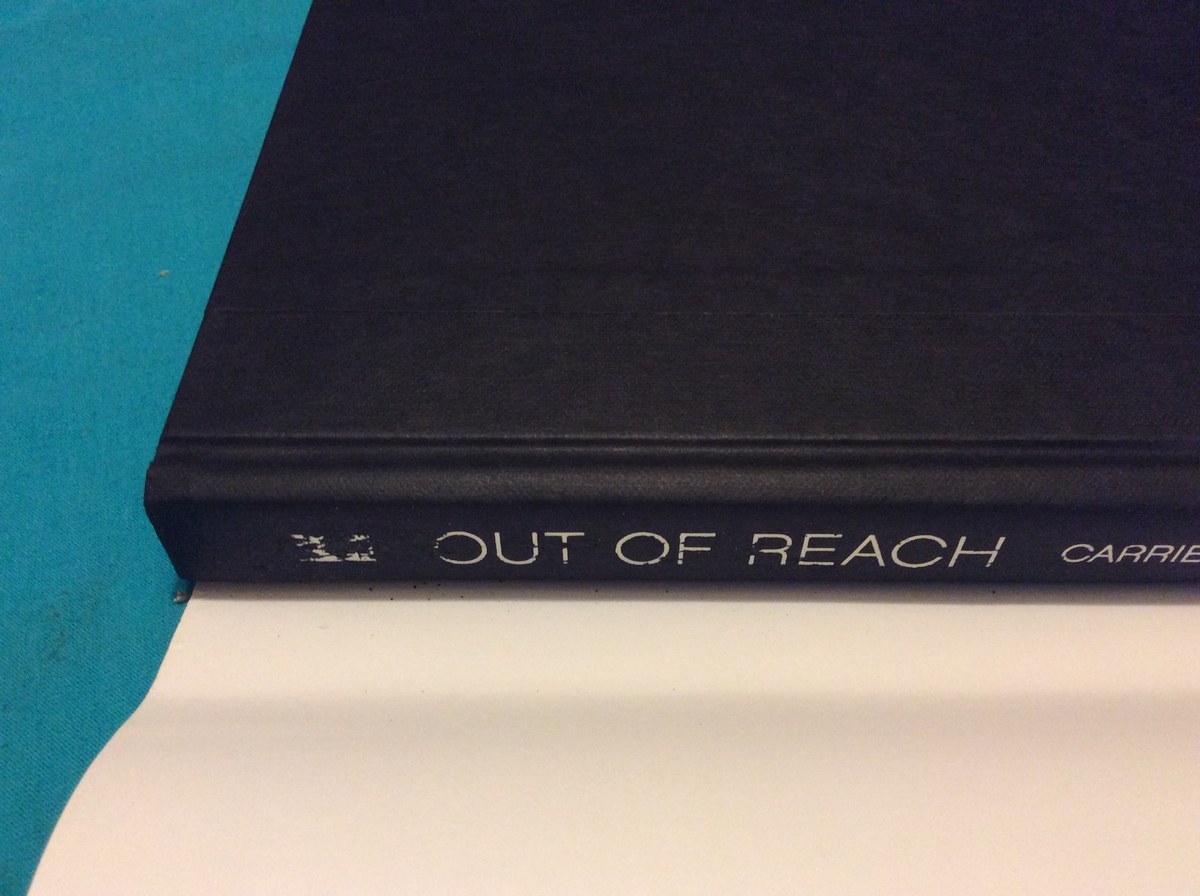 OUT OF REACH CARRIE